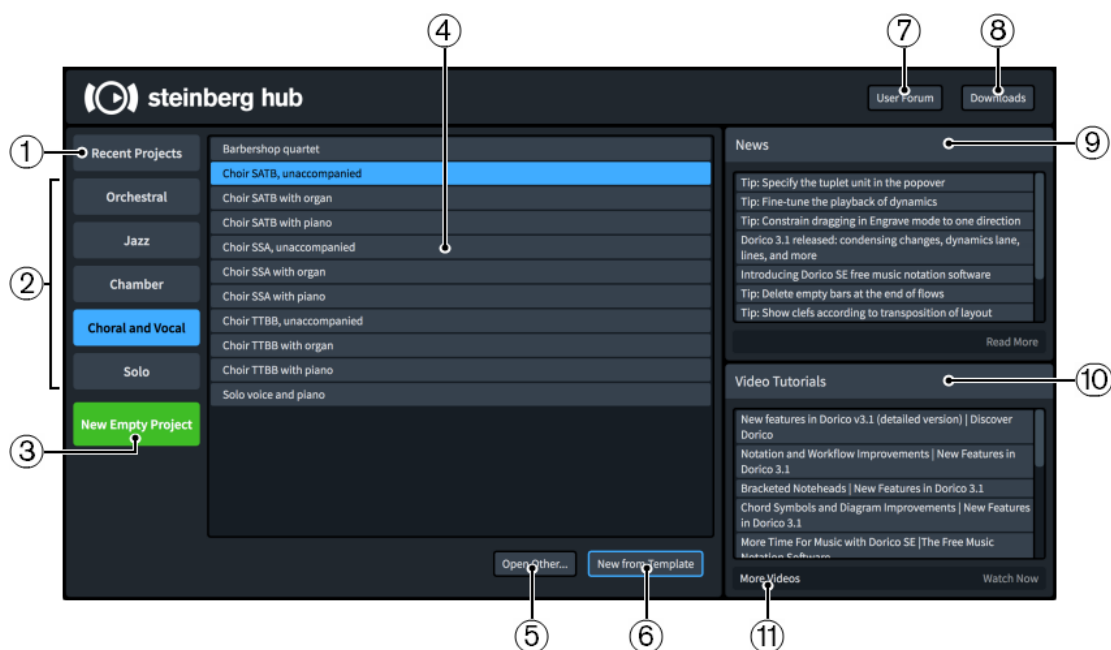 ④
⑦
⑧
steinberg hub
User Forum
Downloads
①
Recent Projects
②
Orchestral
Jazz
Chamber
Choral and Vocal
Solo
③
New Empty Project
Barbershop quartet
Choir SATB, unaccompanied
Choir SATB with organ
Choir SATB with piano
Choir SSA, unaccompanied
Choir SSA with organ
Choir SSA with piano
Choir TTBB, unaccompanied
Choir TTBB with organ
Choir TTBB with piano
Solo voice and piano
Open Other...
New from Template
⑤
⑥
News
⑨
Tip: Specify the tuplet unit in the popover
Tip: Fine-tune the playback of dynamics
Tip: Constrain dragging in Engrave mode to one direction
Dorico 3.1 released: condensing changes, dynamics lane,
lines, and more
Introducing Dorico SE free music notation software
Tip: Delete empty bars at the end of flows
Tip: Show clefs according to transposition of layout
Read More
Video Tutorials
⑩
New features in Dorico v3.1 (detailed version) | Discover
Dorico
Notation and Workflow Improvements | New Features in
Dorico 3.1
Bracketed Noteheads | New Features in Dorico 3.1
Chord Symbols and Diagram Improvements | New Features
in Dorico 3.1
More Time For Music with Dorico SE |The Free Music
Notation Software
More Videos
Watch Now
⑪